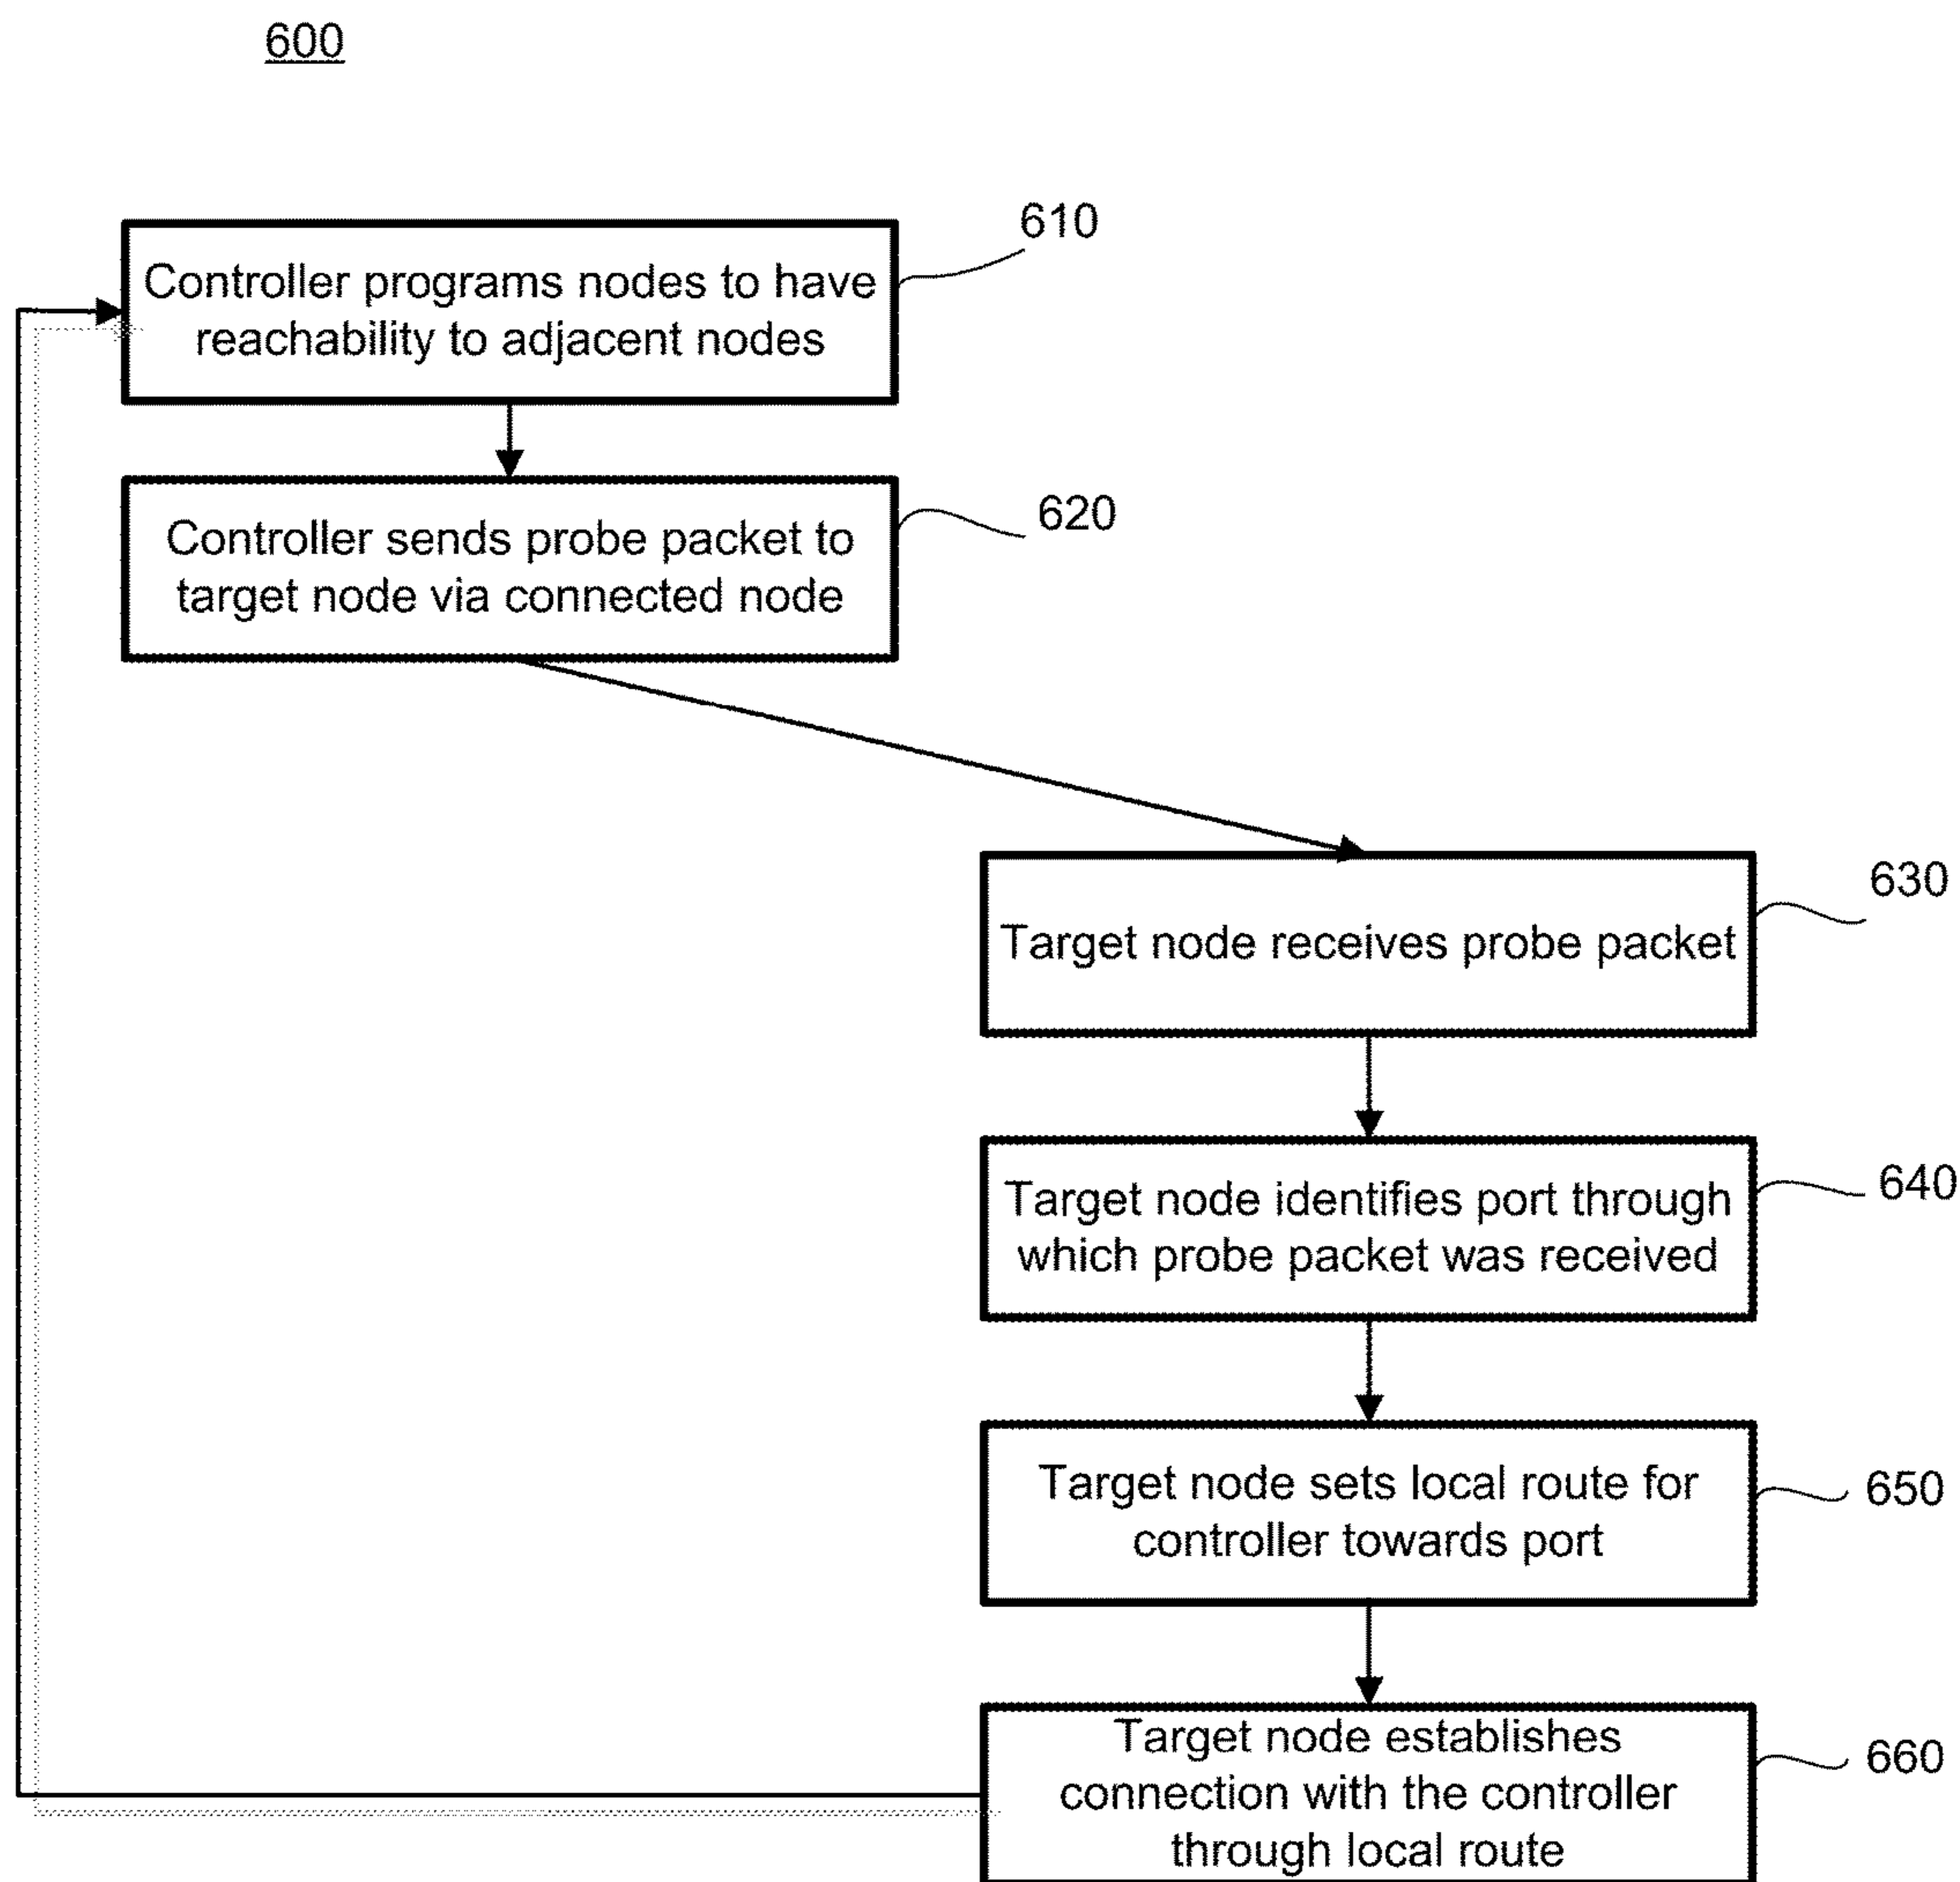 600
610
Controller programs nodes to have
reachability to adjacent nodes
620
Controller sends probe packet to
target node via connected node
630
Target node receives probe packet
640
Target node identifies port through
which probe packet was received
650
Target node sets local route for
controller towards port
660
Target node establishes
connection with the controller
through local route